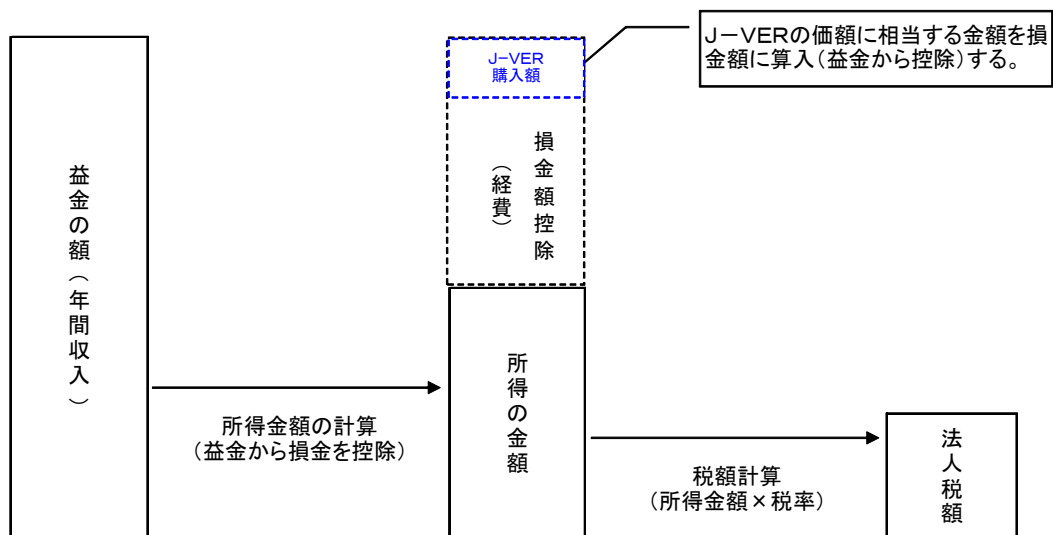 J-VERの価額に相当する金額を損
金額に算入(益金から控除)する。
J-VER
購入額
損金額控除
(経費)
益金の額(年間収入)
所得の金額
所得金額の計算
(益金から損金を控除)
税額計算
(所得金額×税率)
法人税額